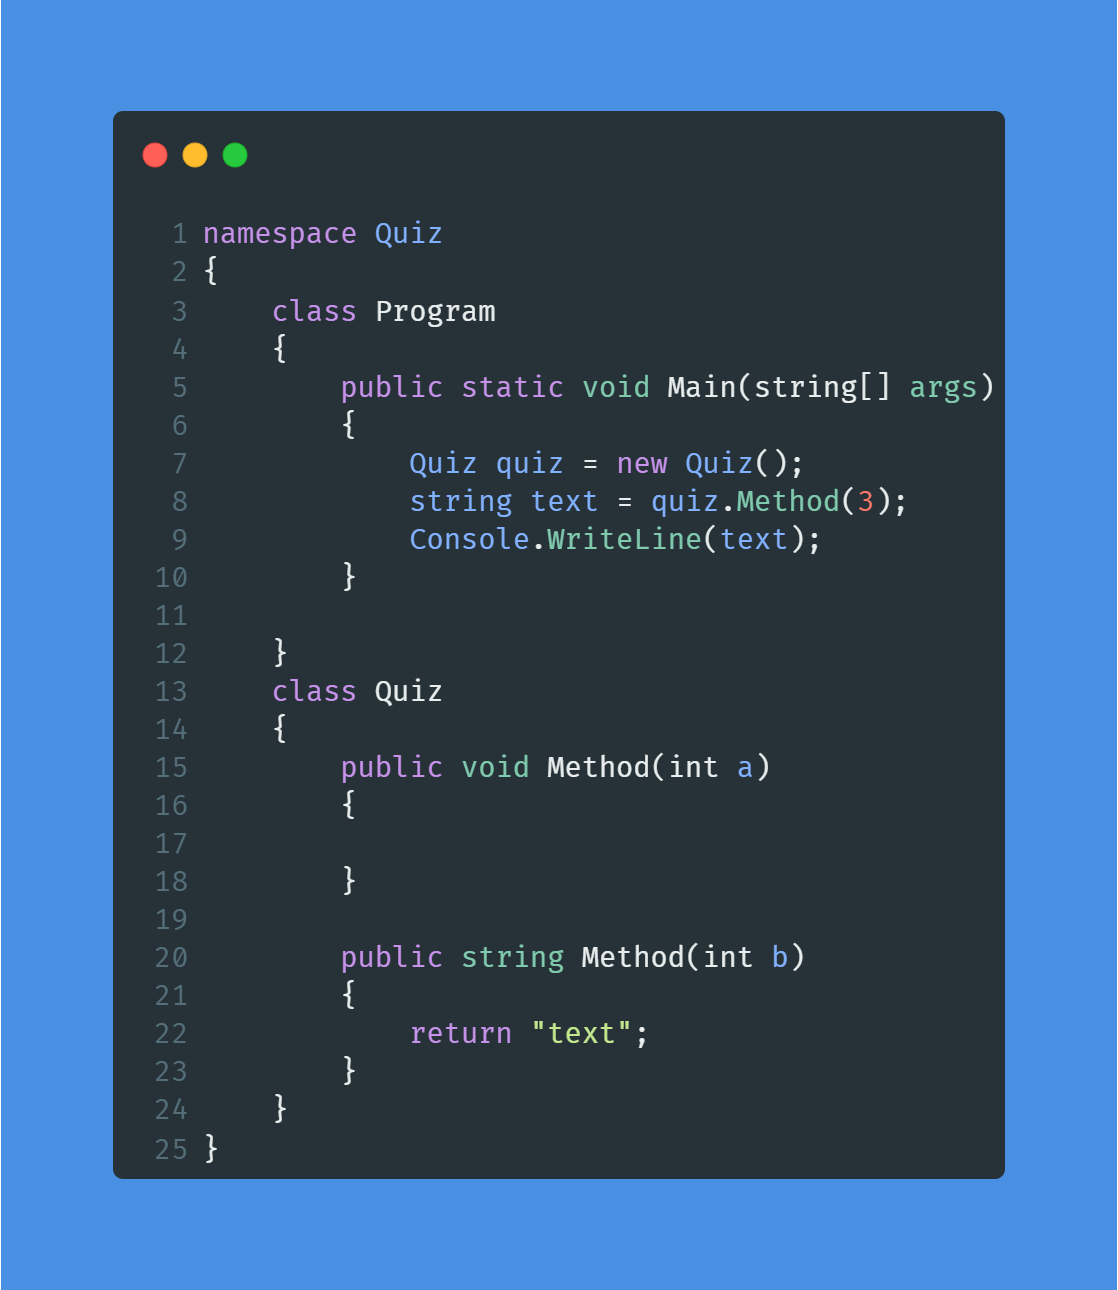 1 namespace Quiz
2 {
3     class Program
4     {
5         public static void Main(string[] args)
6         {
7             Quiz quiz = new Quiz();
8             string text = quiz.Method(3);
9             Console.WriteLine(text);
10         }
11
12     }
13     class Quiz
14     {
15         public void Method(int a)
16         {
17
18         }
19
20         public string Method(int b)
21         {
22             return "text";
23         }
24     }
25 }